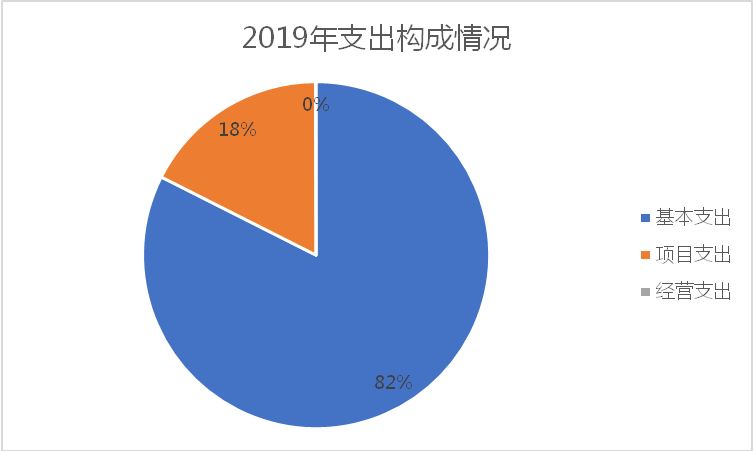 2019年支出构成情况
0%
18%
82%
基本支出
项目支出
经营支出